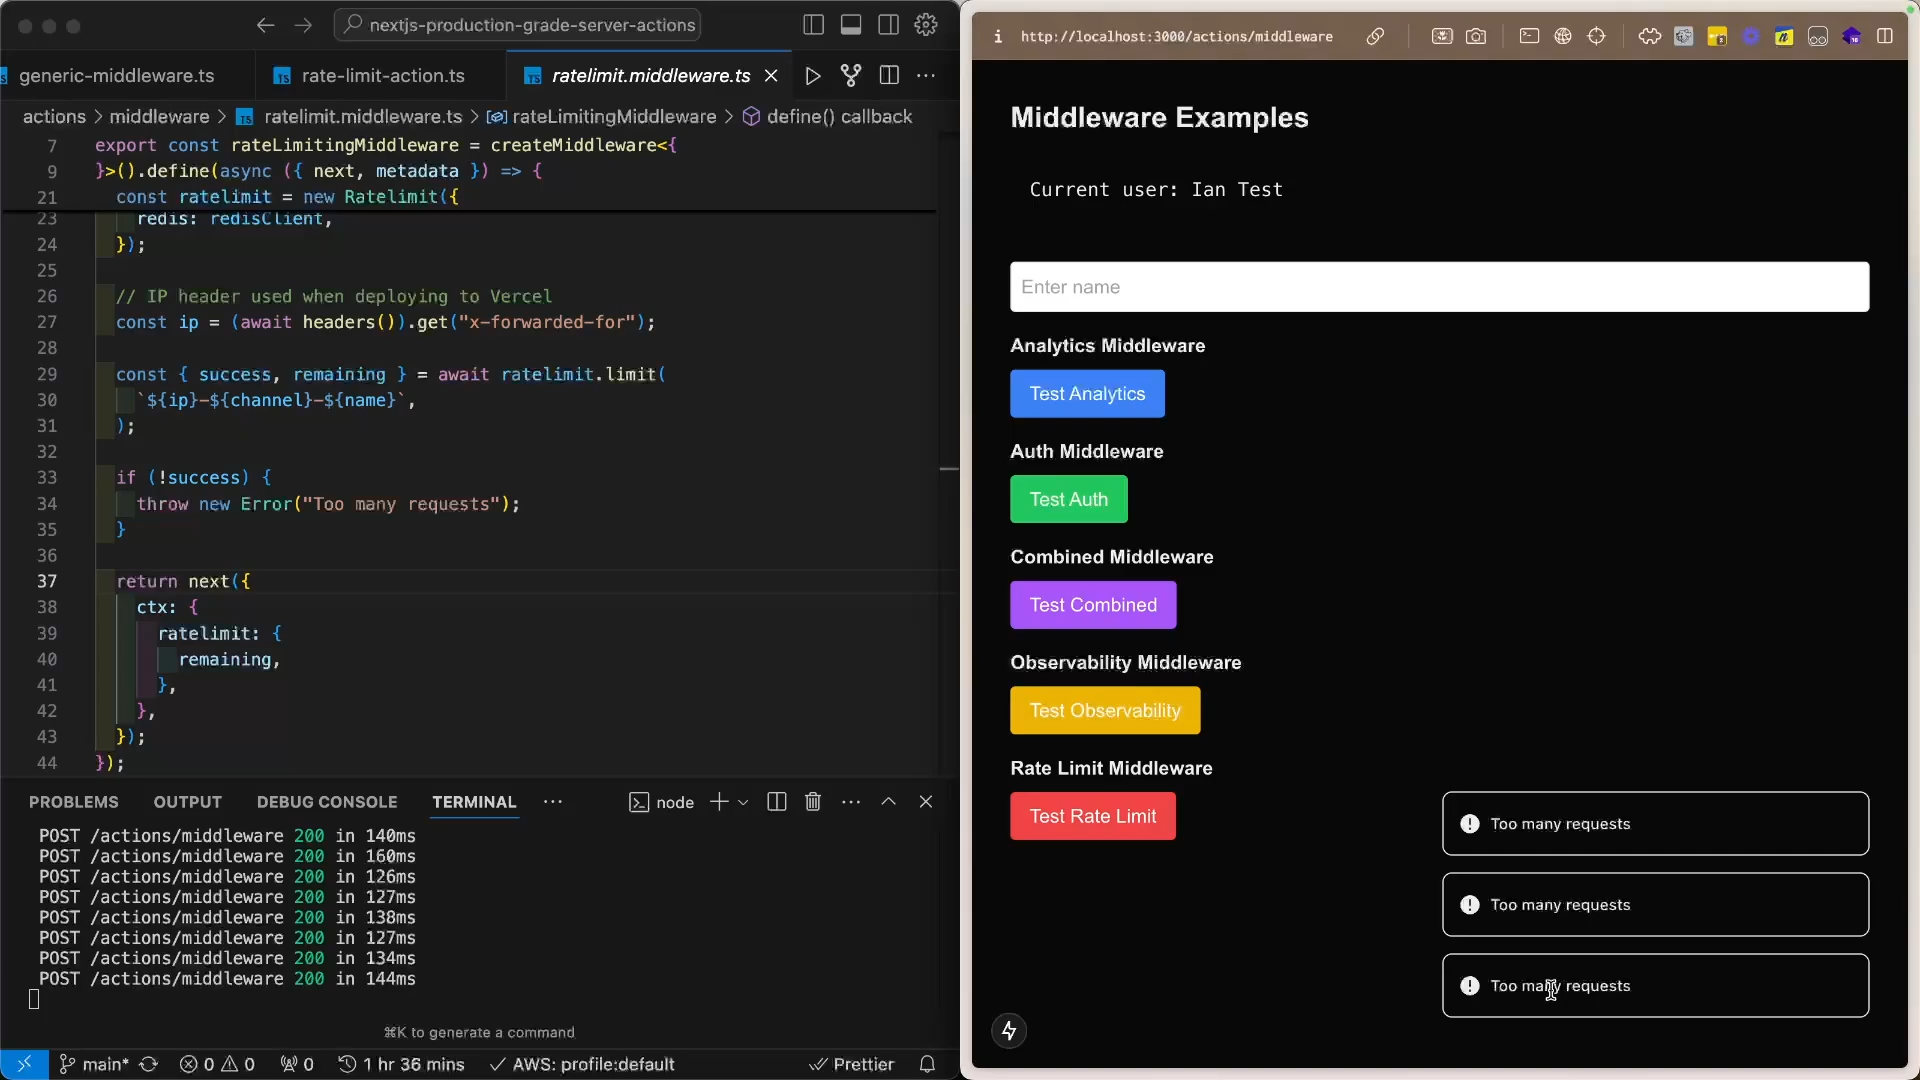 nextjs-production-grade-server-actions
generic-middleware.ts
TS rate-limit-action.ts
TS ratelimit.middleware.ts
actions > middleware > TS ratelimit.middleware.ts > rateLimitingMiddleware > define() callback
7 export const rateLimitingMiddleware = createMiddleware<{
9 }>().define(async ({ next, metadata }) => {
21 const ratelimit = new Ratelimit({
23 redis: redisClient,
24 });
25
26 // IP header used when deploying to Vercel
27 const ip = (await headers()).get("x-forwarded-for");
28
29 const { success, remaining } = await ratelimit.limit(
30 `${ip}-${channel}-${name}`,
31 );
32
33 if (!success) {
34 throw new Error("Too many requests");
35 }
36
37 return next({
38 ctx: {
39 ratelimit: {
40 remaining,
41 },
42 },
43 });
44 });
PROBLEMS OUTPUT DEBUG CONSOLE TERMINAL ··· node
POST /actions/middleware 200 in 140ms
POST /actions/middleware 200 in 160ms
POST /actions/middleware 200 in 126ms
POST /actions/middleware 200 in 127ms
POST /actions/middleware 200 in 138ms
POST /actions/middleware 200 in 127ms
POST /actions/middleware 200 in 134ms
POST /actions/middleware 200 in 144ms
⌘K to generate a command
main* 0 0 0 1 hr 36 mins AWS: profile:default Prettier
http://localhost:3000/actions/middleware
Middleware Examples
Current user: Ian Test
Enter name
Analytics Middleware
Test Analytics
Auth Middleware
Test Auth
Combined Middleware
Test Combined
Observability Middleware
Test Observability
Rate Limit Middleware
Test Rate Limit
Too many requests
Too many requests
Too many requests